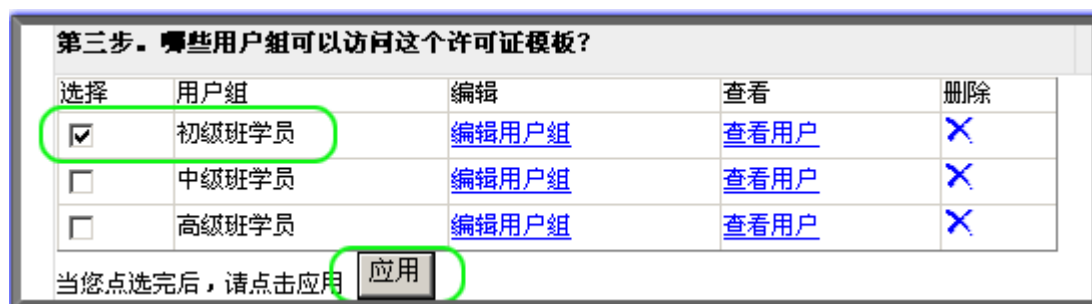 第三步。哪些用户组可以访问这个许可证模板?
选择 用户组 编辑 查看 删除
初级班学员 编辑用户组 查看用户
中级班学员 编辑用户组 查看用户
高级班学员 编辑用户组 查看用户
当您点选完后，请点击应用 应用